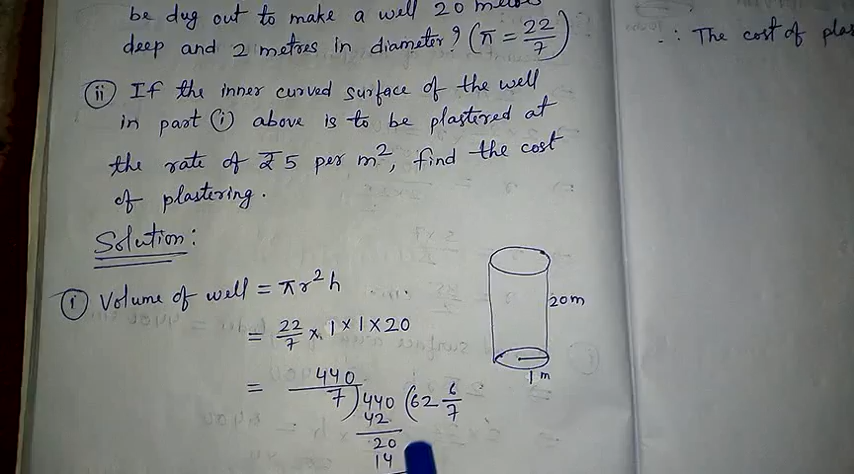 be dug out to make a well 20 metres
deep and 2 metres in diameter? (π = 22/7)
∴ The cost of plas
(ii) If the inner curved surface of the well
in part (i) above is to be plastered at
the rate of ₹5 per m², find the cost
of plastering.
Solution:
(i) Volume of well = πr²h
= 22/7 × 1 × 1 × 20
= 440/7
7)440(62 6/7
42
20
14
20m
1 m